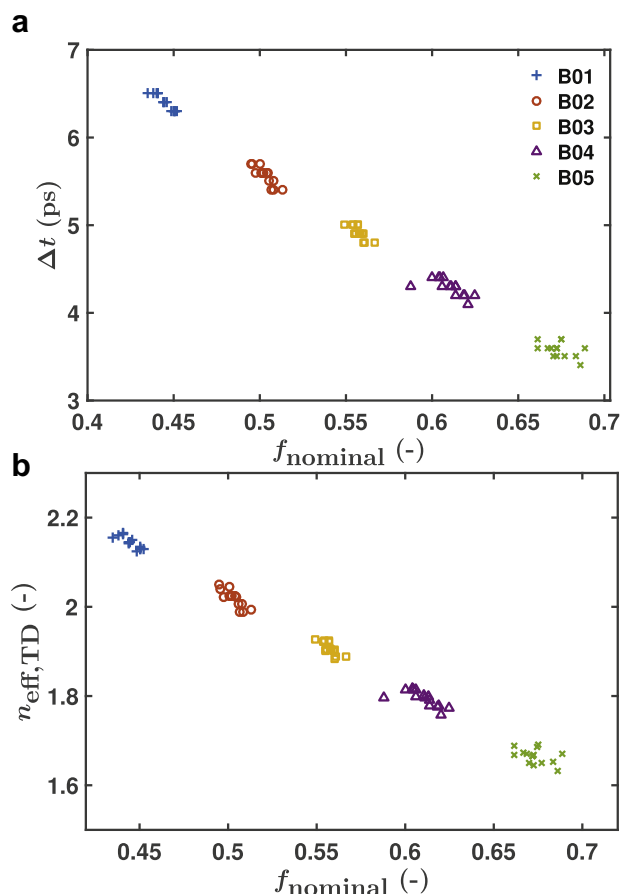 a
7
6
5
4
3
Δt (ps)
B01
B02
B03
B04
B05
0.4 0.45 0.5 0.55 0.6 0.65 0.7
f_nominal (-)
b
2.2
2
1.8
1.6
n_eff,TD (-)
0.45 0.5 0.55 0.6 0.65 0.7
f_nominal (-)